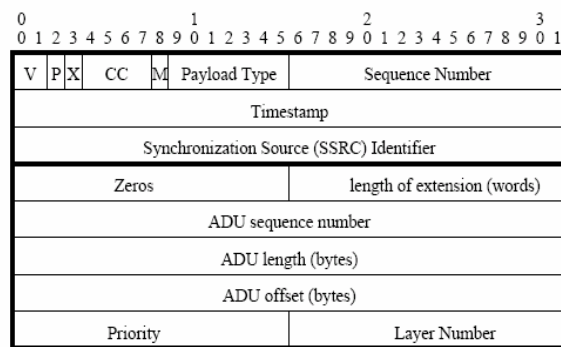 0 1 2 3
0 1 2 3 4 5 6 7 8 9 0 1 2 3 4 5 6 7 8 9 0 1 2 3 4 5 6 7 8 9 0 1
V P X CC M Payload Type Sequence Number
Timestamp
Synchronization Source (SSRC) Identifier
Zeros length of extension (words)
ADU sequence number
ADU length (bytes)
ADU offset (bytes)
Priority Layer Number